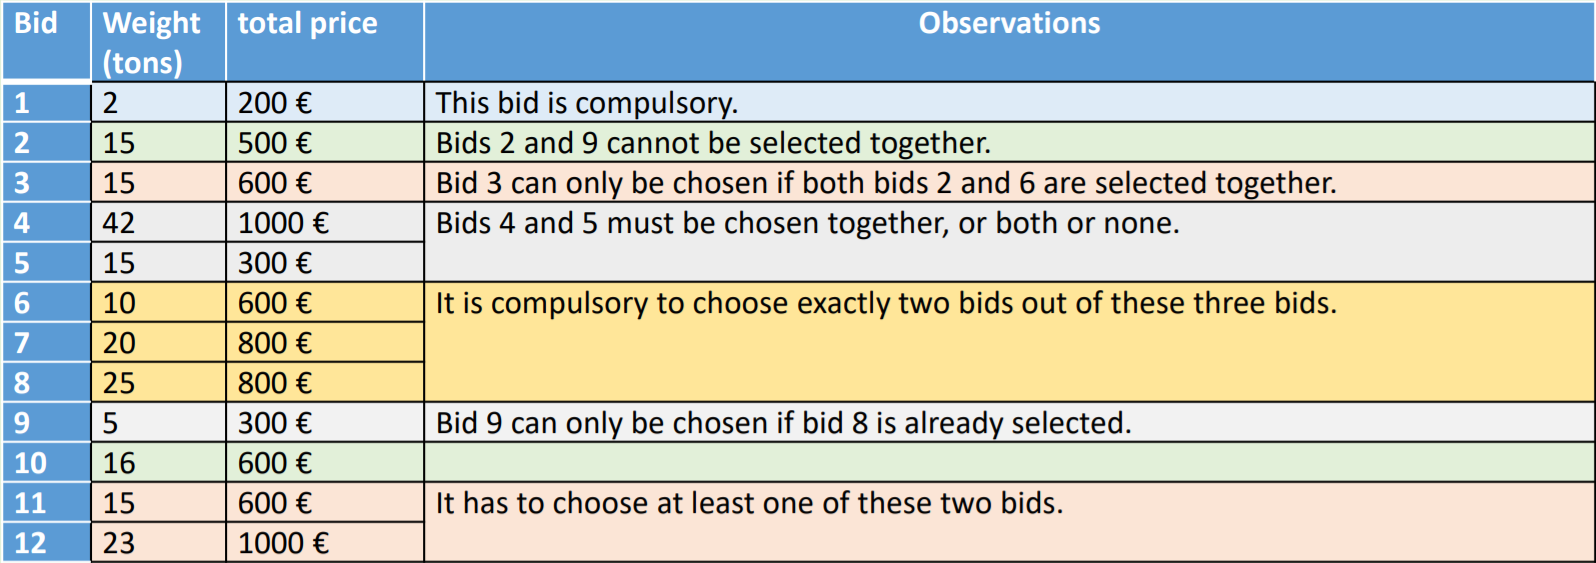 Bid Weight (tons) total price Observations
1 2 200 € This bid is compulsory.
2 15 500 € Bids 2 and 9 cannot be selected together.
3 15 600 € Bid 3 can only be chosen if both bids 2 and 6 are selected together.
4 42 1000 € Bids 4 and 5 must be chosen together, or both or none.
5 15 300 €
6 10 600 € It is compulsory to choose exactly two bids out of these three bids.
7 20 800 €
8 25 800 €
9 5 300 € Bid 9 can only be chosen if bid 8 is already selected.
10 16 600 €
11 15 600 € It has to choose at least one of these two bids.
12 23 1000 €